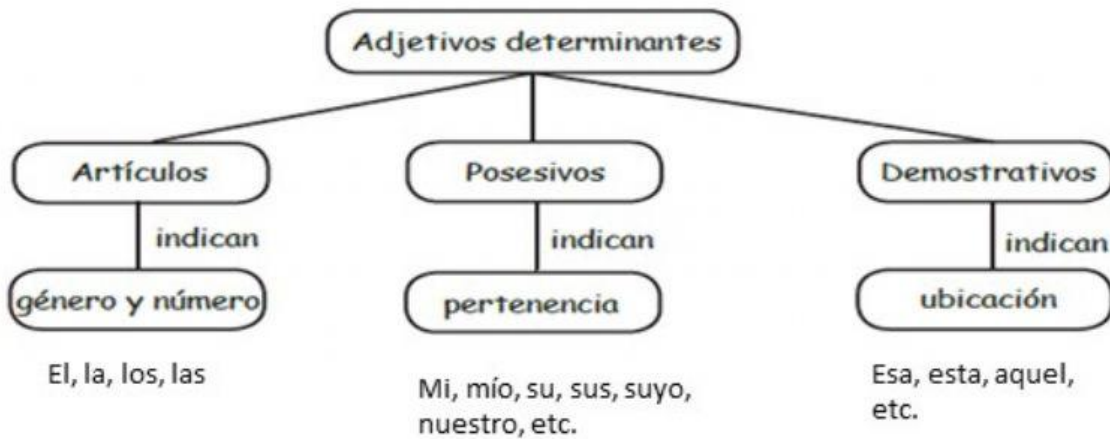 Adjetivos determinantes
Artículos
Posesivos
Demostrativos
indican
indican
indican
género y número
pertenencia
ubicación
El, la, los, las
Mi, mío, su, sus, suyo,
nuestro, etc.
Esa, esta, aquel,
etc.